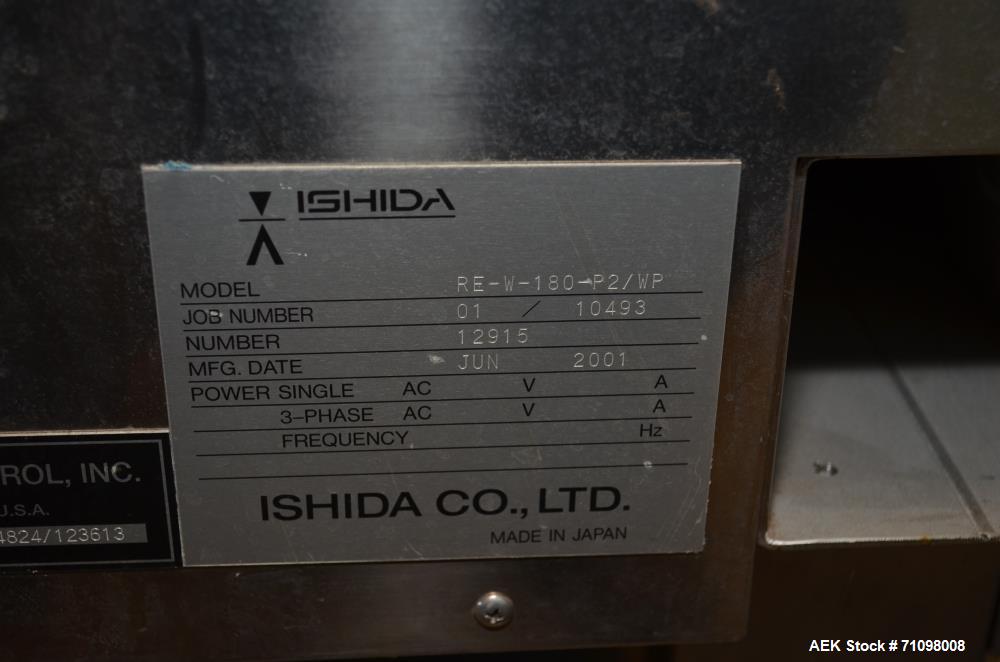 ISHIDA
MODEL RE-W-180-P2/WP
JOB NUMBER 01 / 10493
NUMBER 12915
MFG. DATE JUN 2001
POWER SINGLE AC V A
3-PHASE AC V A
FREQUENCY Hz
ISHIDA CO., LTD.
MADE IN JAPAN
ROL, INC.
U.S.A.
4824/123613
AEK Stock #71098008